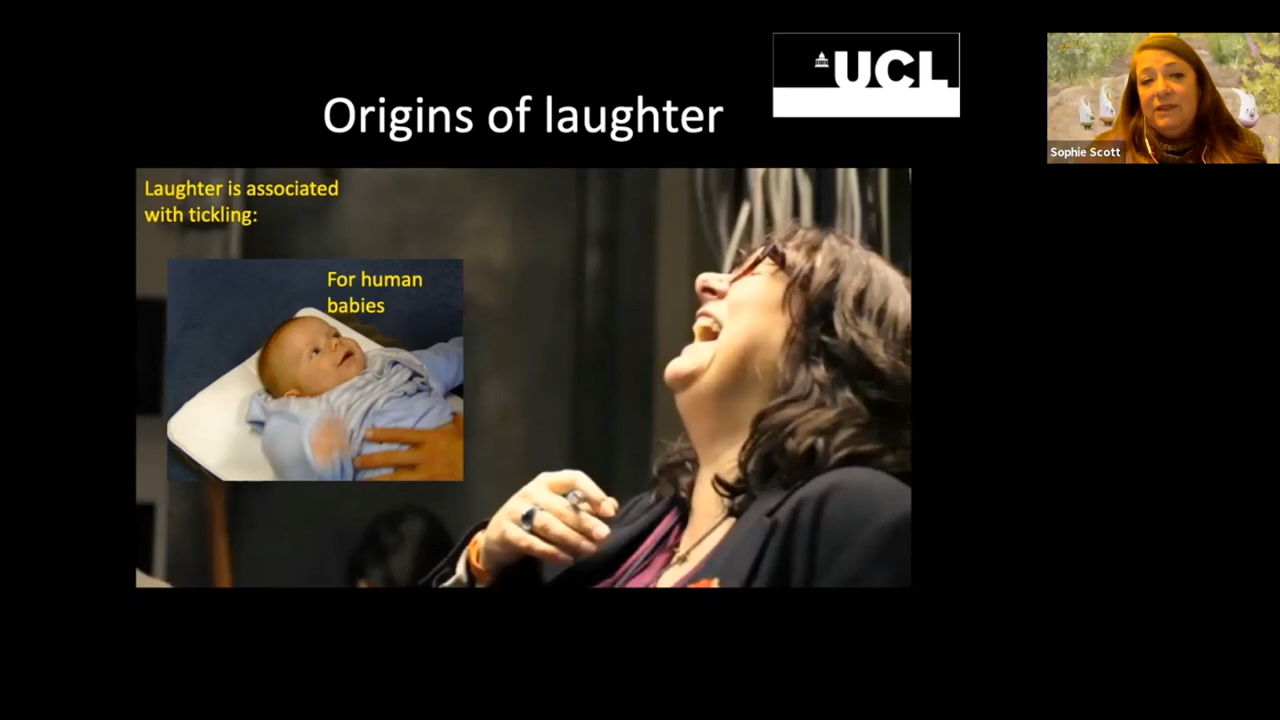 UCL
Origins of laughter
Sophie Scott
Laughter is associated
with tickling:
For human
babies